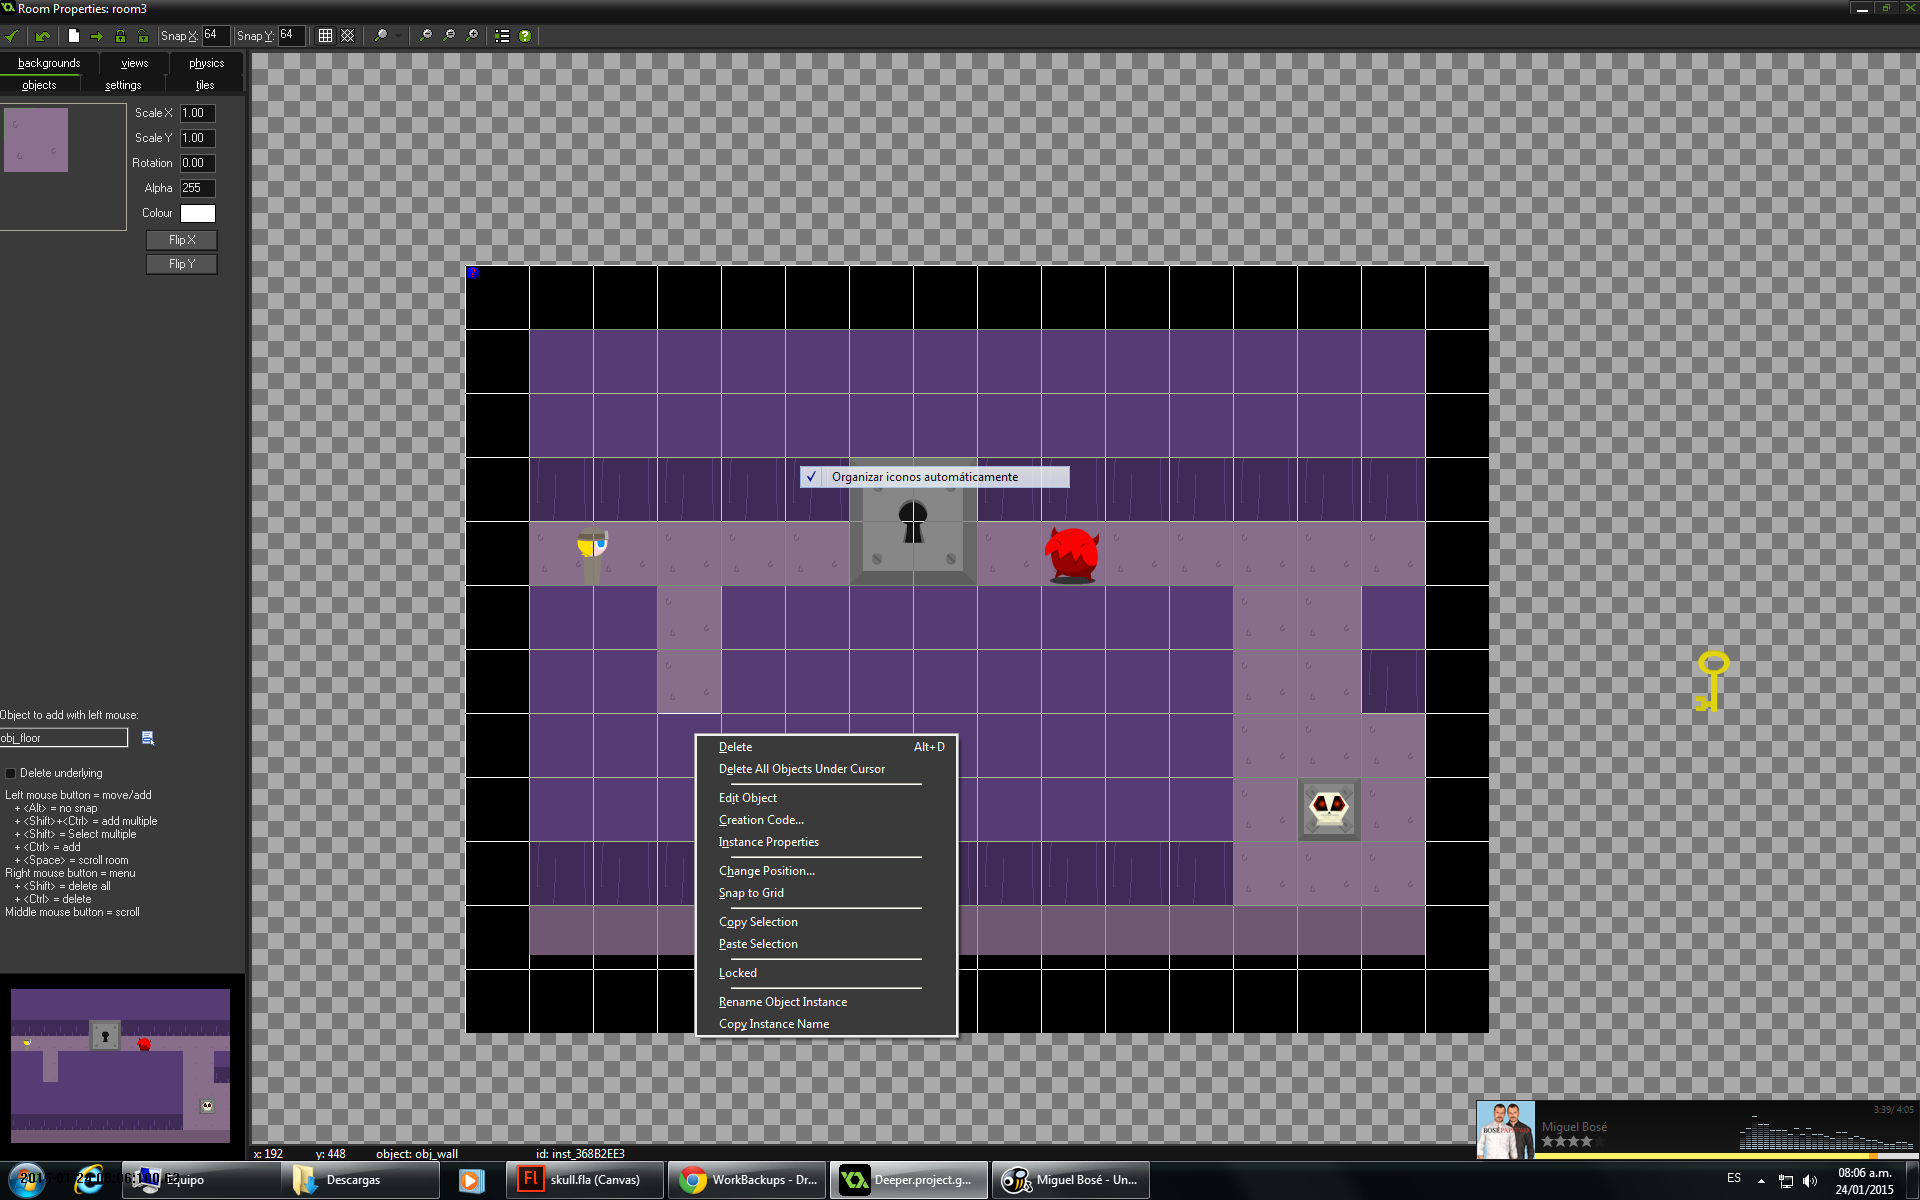 Room Properties: room3
Snap X: 64
Snap Y: 64
backgrounds
views
physics
objects
settings
tiles
Scale X 1.00
Scale Y 1.00
Rotation 0.00
Alpha 255
Colour
Flip X
Flip Y
Organizar iconos automáticamente
Object to add with left mouse:
obj_floor
Delete underlying
Left mouse button = move/add
+ <Alt> = no snap
+ <Shift>+<Ctrl> = add multiple
+ <Shift> = Select multiple
+ <Ctrl> = add
+ <Space> = scroll room
Right mouse button = menu
+ <Shift> = delete all
+ <Ctrl> = delete
Middle mouse button = scroll
Delete Alt+D
Delete All Objects Under Cursor
Edit Object
Creation Code...
Instance Properties
Change Position...
Snap to Grid
Copy Selection
Paste Selection
Locked
Rename Object Instance
Copy Instance Name
3:39/ 4:05
Miguel Bosé
x: 192
y: 448
object: obj_wall
id: inst_368B2EE3
Equipo
Descargas
skull.fla (Canvas)
WorkBackups - Dr...
Deeper.project.g...
Miguel Bosé - Un...
ES
08:06 a.m.
24/01/2015